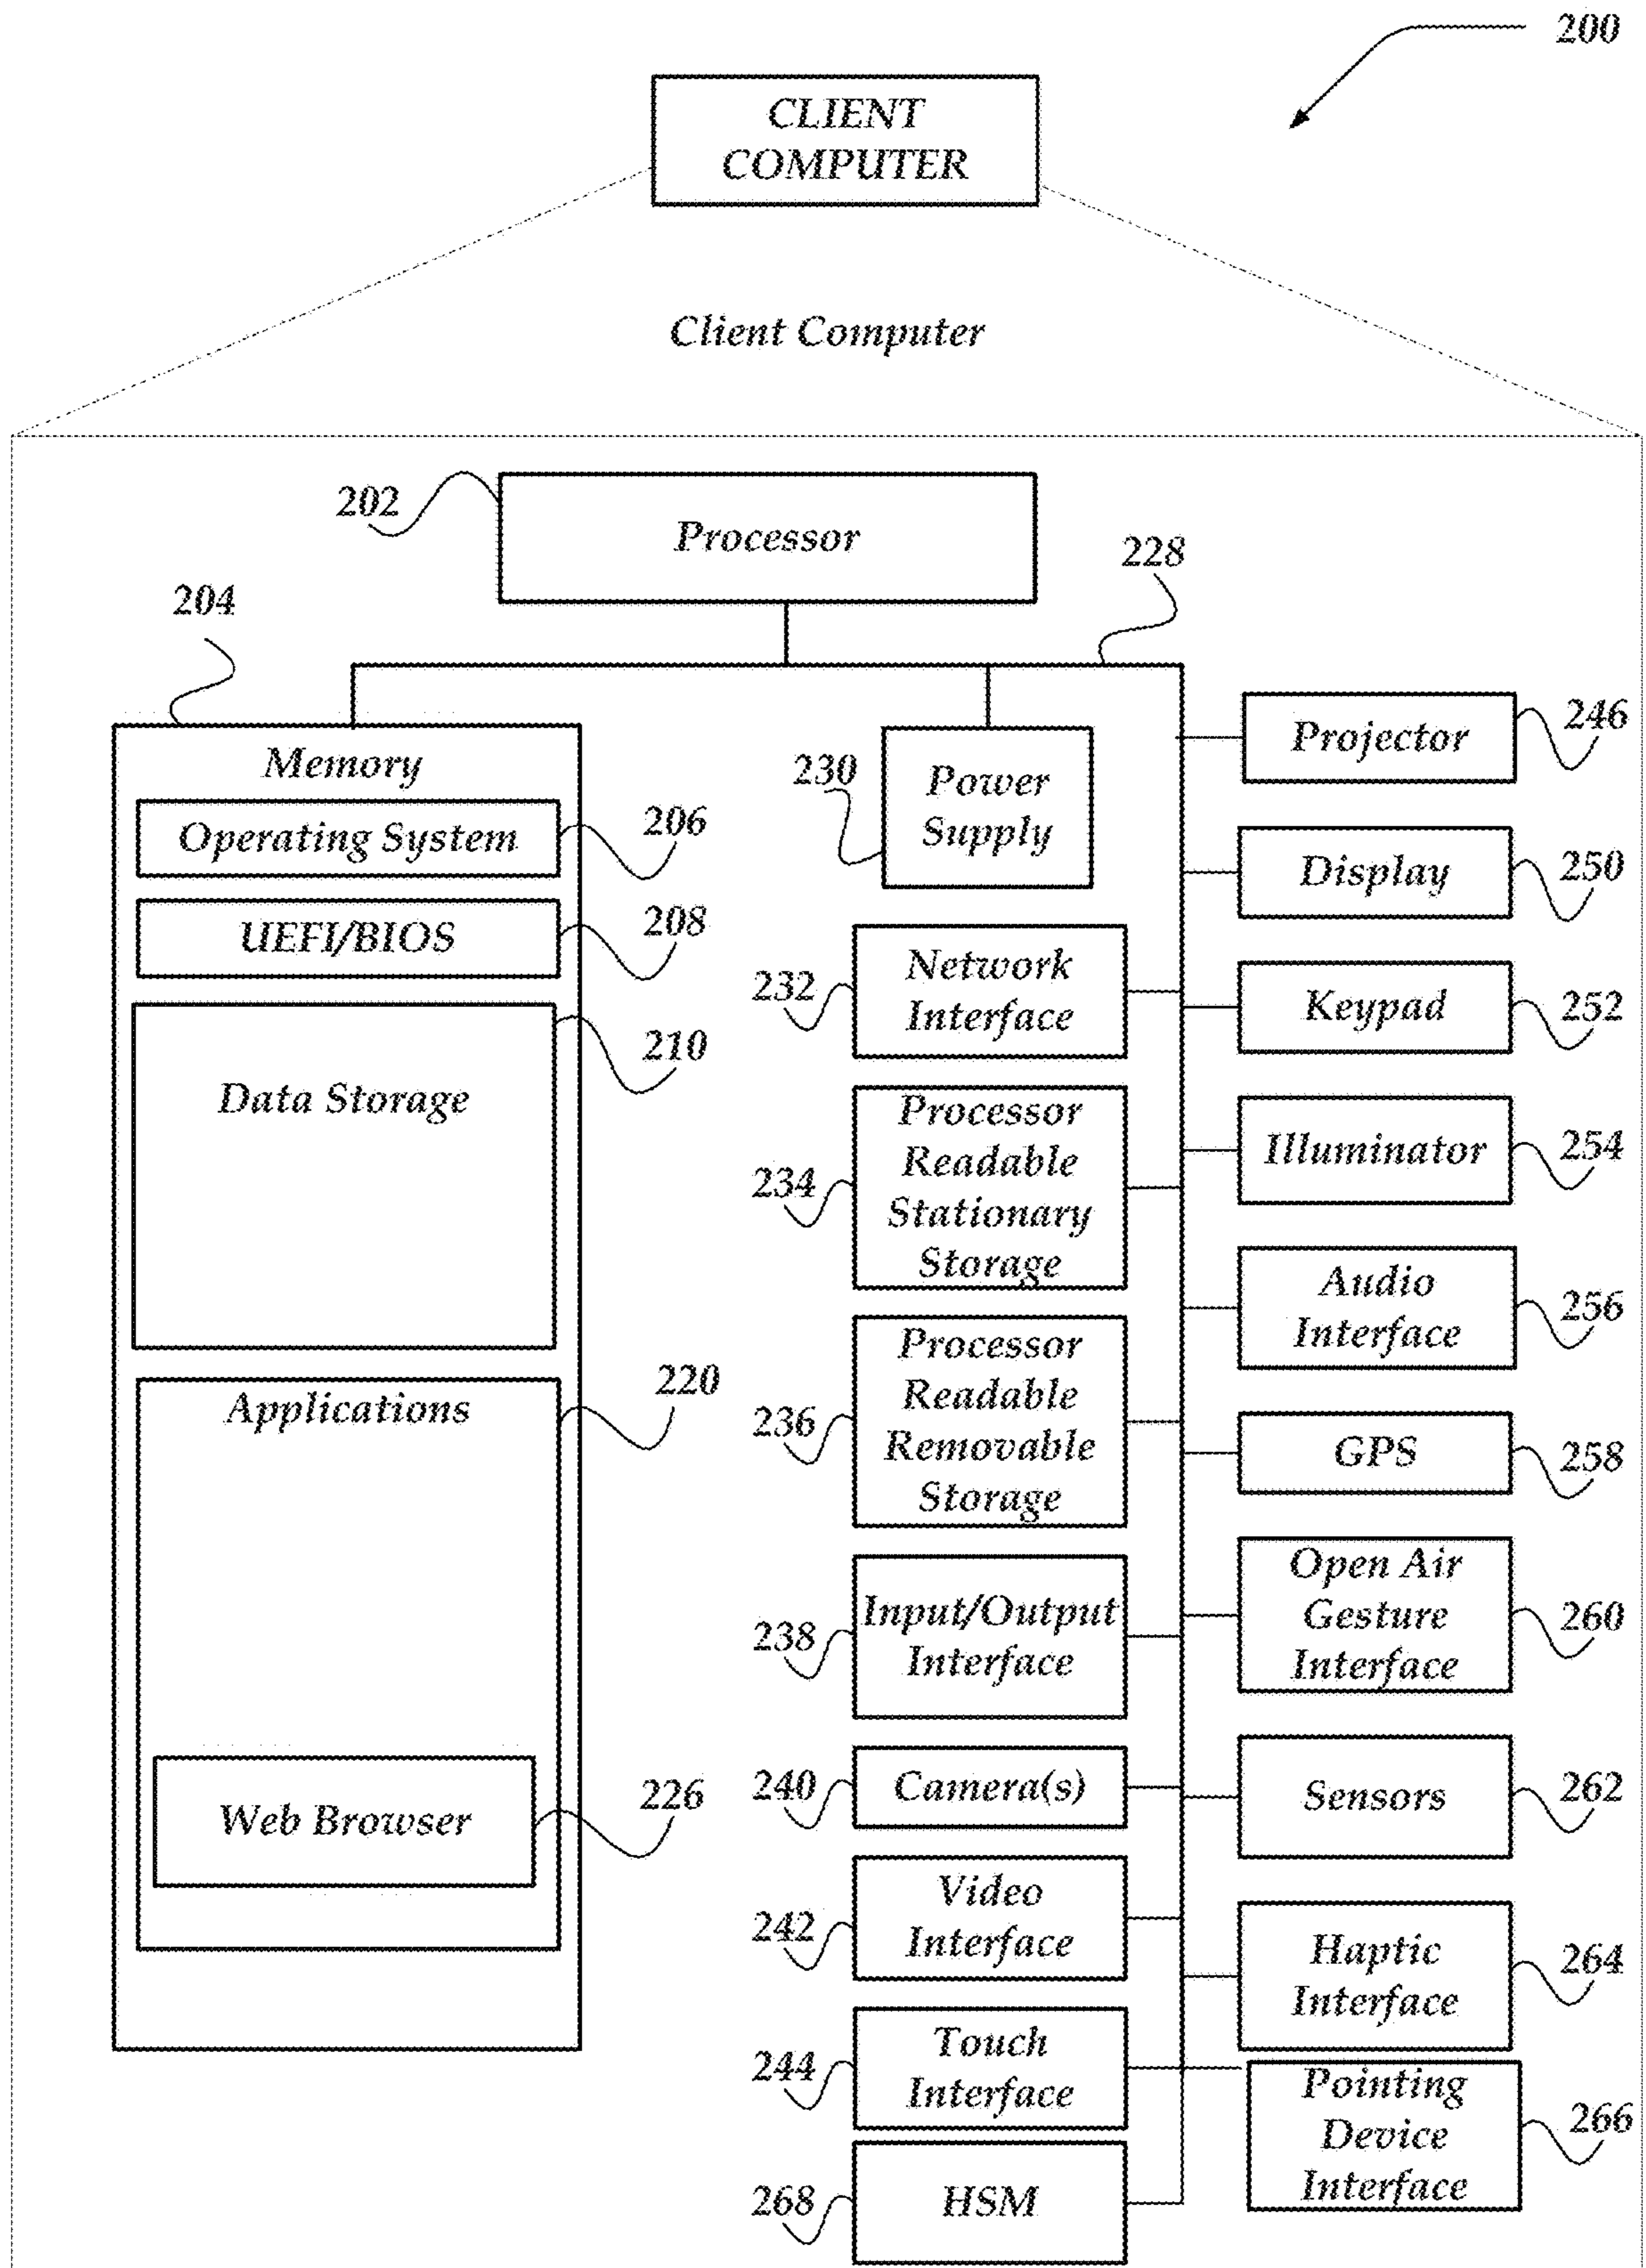 200
CLIENT
COMPUTER
Client Computer
202
Processor
228
204
Memory
Operating System
206
UEFI/BIOS
208
Data Storage
210
Applications
220
Web Browser
226
230
Power
Supply
232
Network
Interface
234
Processor
Readable
Stationary
Storage
236
Processor
Readable
Removable
Storage
238
Input/Output
Interface
240
Camera(s)
242
Video
Interface
244
Touch
Interface
268
HSM
Projector
246
Display
250
Keypad
252
Illuminator
254
Audio
Interface
256
GPS
258
Open Air
Gesture
Interface
260
Sensors
262
Haptic
Interface
264
Pointing
Device
Interface
266